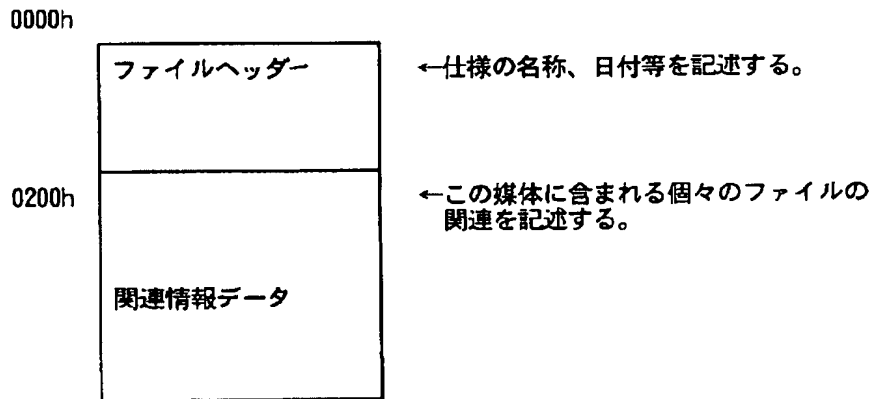 0000h
ファイルヘッダー
←仕様の名称、日付等を記述する。
0200h
←この媒体に含まれる個々のファイルの
関連を記述する。
関連情報データ